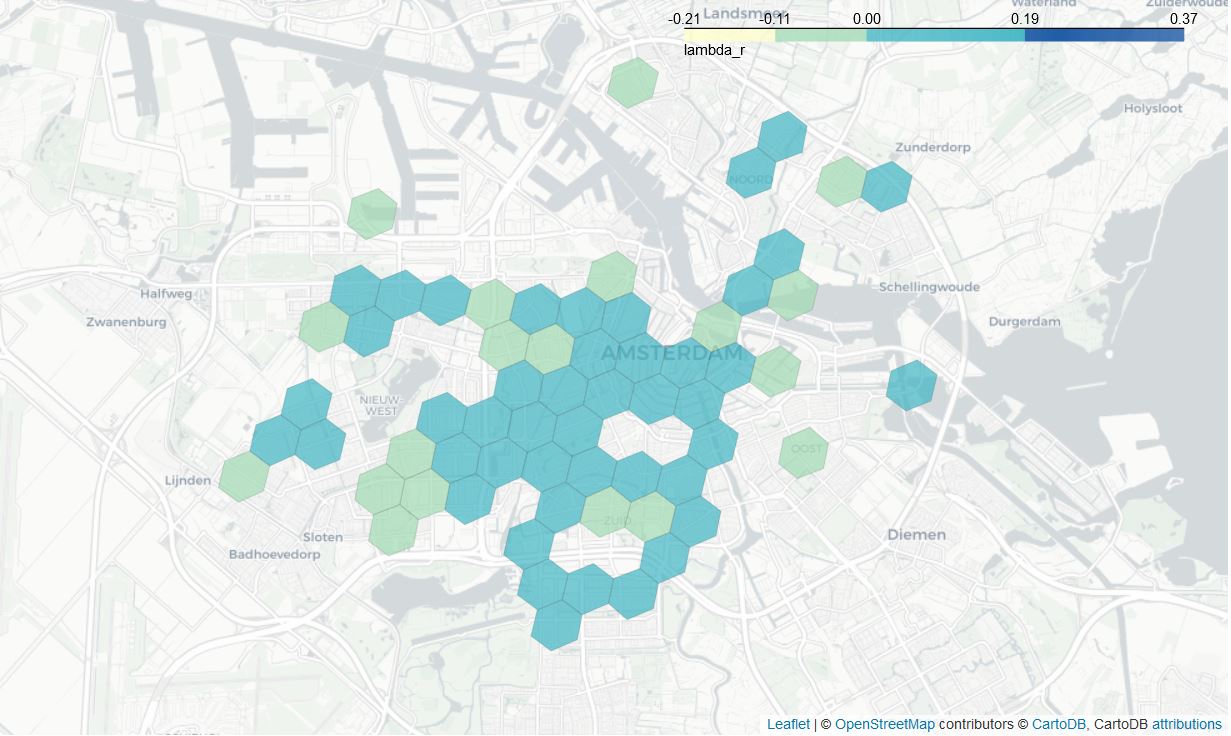 Waterland
Zuiderwoude
Landsmeer
-0.21 -0.11 0.00 0.19 0.37
lambda_r
Holysloot
Zunderdorp
NOORD
Halfweg
Schellingwoude
Zwanenburg
Durgerdam
AMSTERDAM
NIEUW-
WEST
OOST
Lijnden
ZUID
Sloten
Diemen
Badhoevedorp
Leaflet | © OpenStreetMap contributors © CartoDB, CartoDB attributions